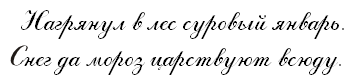 Нагрянул в лес суровый январь.
Снег да мороз царствуют всюду.